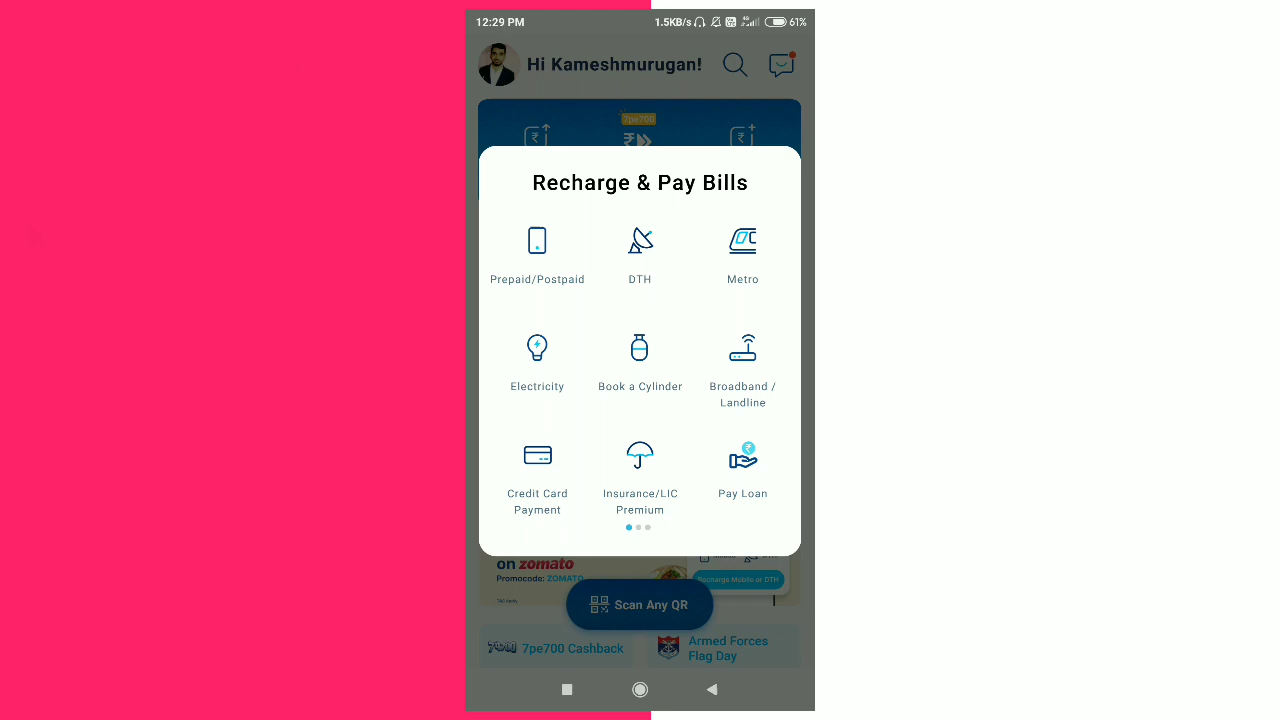 12:29 PM
1.5KB/s
4G
61%
Hi Kameshmurugan!
7pe700
Recharge & Pay Bills
Prepaid/Postpaid
DTH
Metro
Electricity
Book a Cylinder
Broadband /
Landline
Credit Card
Payment
Insurance/LIC
Premium
Pay Loan
on zomato
Promocode: ZOMATO
Recharge Mobile or DTH
Scan Any QR
7pe700 Cashback
Armed Forces
Flag Day